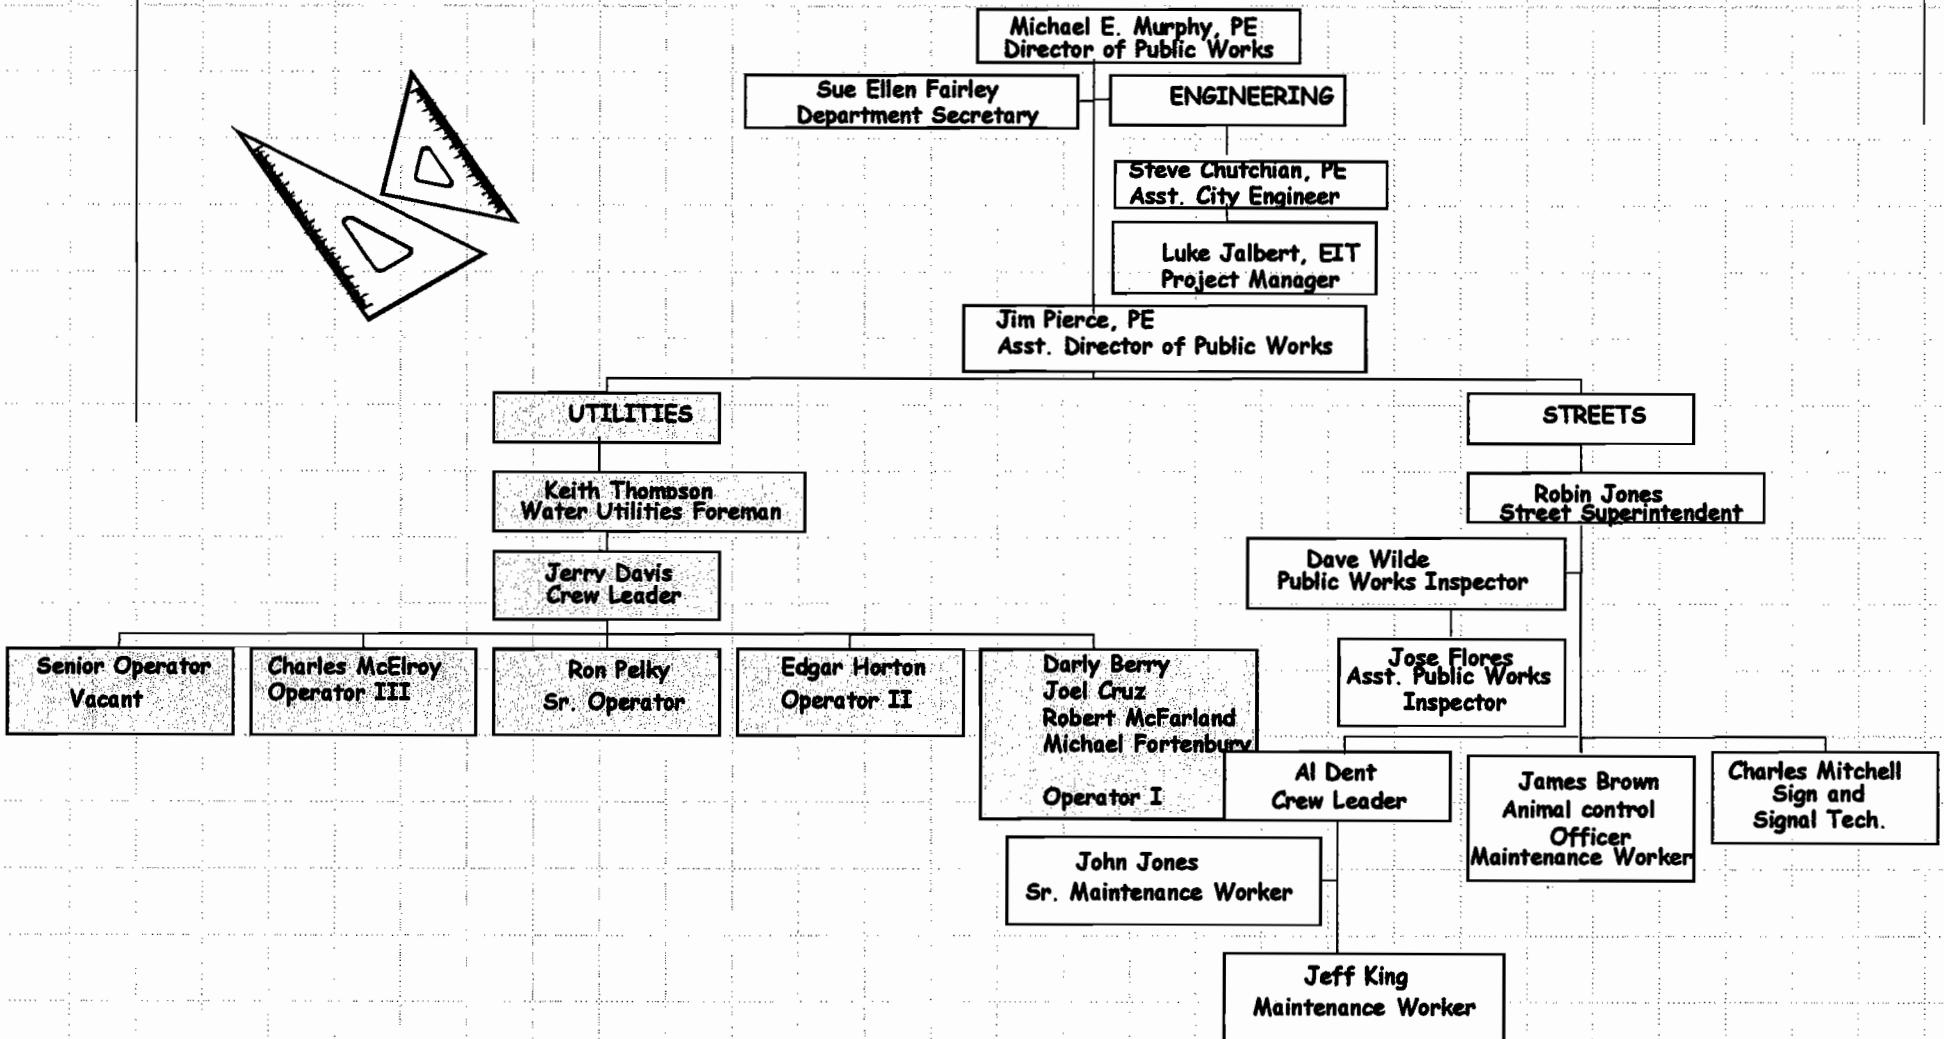 Michael E. Murphy, PE
Director of Public Works
Sue Ellen Fairley
Department Secretary
ENGINEERING
Steve Chutchian, PE
Asst. City Engineer
Luke Jalbert, EIT
Project Manager
Jim Pierce, PE
Asst. Director of Public Works
UTILITIES
STREETS
Keith Thompson
Water Utilities Foreman
Robin Jones
Street Superintendent
Jerry Davis
Crew Leader
Dave Wilde
Public Works Inspector
Jose Flores
Asst. Public Works
Inspector
Senior Operator
Vacant
Charles McElroy
Operator III
Ron Pelky
Sr. Operator
Edgar Horton
Operator II
Darly Berry
Joel Cruz
Robert McFarland
Michael Fortenbury
Operator I
Al Dent
Crew Leader
James Brown
Animal control
Officer
Maintenance Worker
Charles Mitchell
Sign and
Signal Tech.
John Jones
Sr. Maintenance Worker
Jeff King
Maintenance Worker